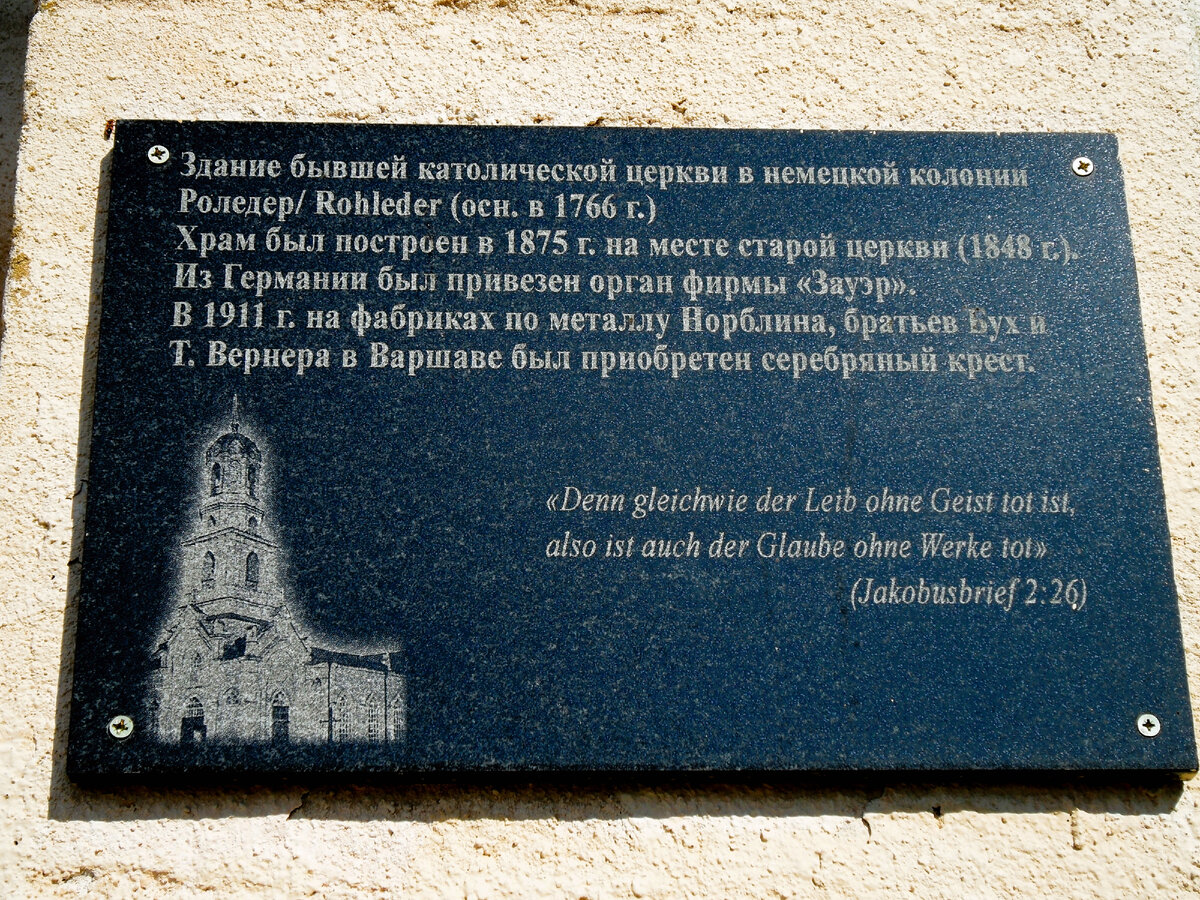 Здание бывшей католической церкви в немецкой колонии
Роледер/ Rohleder (осн. в 1766 г.)
Храм был построен в 1875 г. на месте старой церкви (1848 г.).
Из Германии был привезен орган фирмы «Зауэр».
В 1911 г. на фабриках по металлу Норблина, братьев Бух и
Т. Вернера в Варшаве был приобретен серебряный крест.
«Denn gleichwie der Leib ohne Geist tot ist,
also ist auch der Glaube ohne Werke tot»
(Jakobusbrief 2:26)